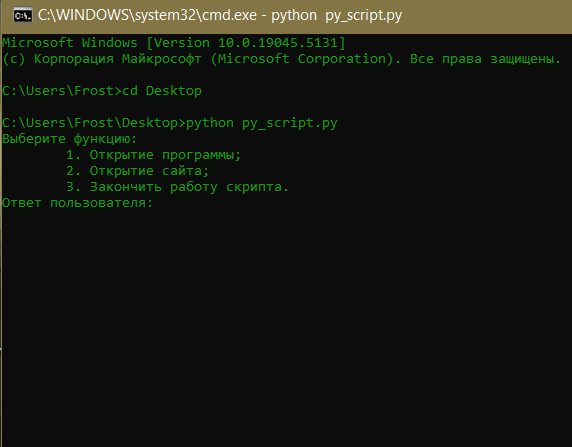 C:\WINDOWS\system32\cmd.exe - python  py_script.py
Microsoft Windows [Version 10.0.19045.5131]
(c) Корпорация Майкрософт (Microsoft Corporation). Все права защищены.
C:\Users\Frost>cd Desktop
C:\Users\Frost\Desktop>python py_script.py
Выберите функцию:
1. Открытие программы;
2. Открытие сайта;
3. Закончить работу скрипта.
Ответ пользователя: